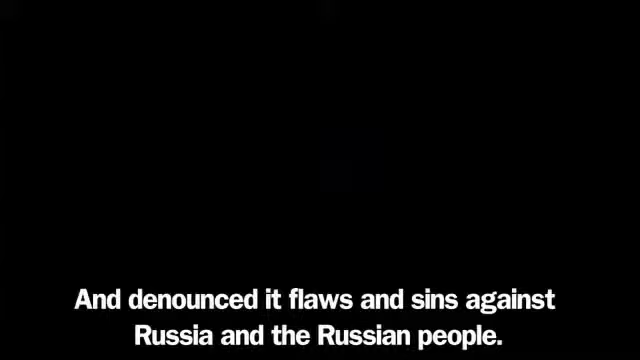 And denounced it flaws and sins against
Russia and the Russian people.